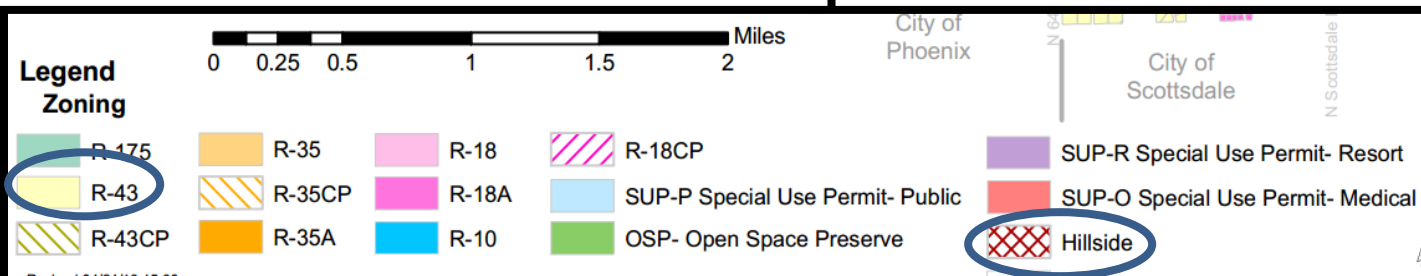 City of
Phoenix
N 64
City of
Scottsdale
N Scottsdale
Miles
0 0.25 0.5 1 1.5 2
Legend
Zoning
R-175
R-43
R-43CP
R-35
R-35CP
R-35A
R-18
R-18A
R-10
R-18CP
SUP-P Special Use Permit- Public
OSP- Open Space Preserve
SUP-R Special Use Permit- Resort
SUP-O Special Use Permit- Medical
Hillside